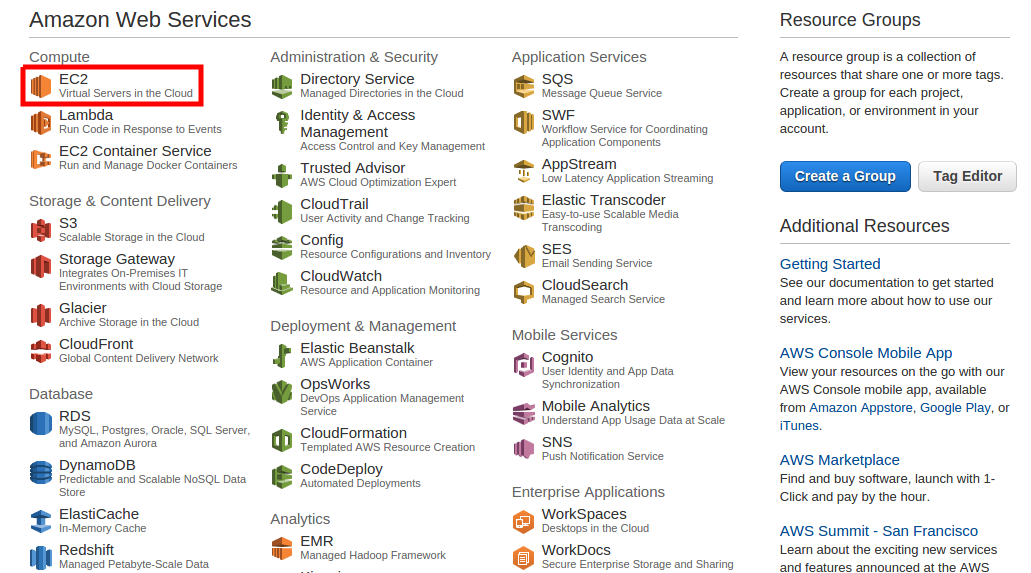 Amazon Web Services
Compute
EC2
Virtual Servers in the Cloud
Lambda
Run Code in Response to Events
EC2 Container Service
Run and Manage Docker Containers
Storage & Content Delivery
S3
Scalable Storage in the Cloud
Storage Gateway
Integrates On-Premises IT
Environments with Cloud Storage
Glacier
Archive Storage in the Cloud
CloudFront
Global Content Delivery Network
Database
RDS
MySQL, Postgres, Oracle, SQL Server,
and Amazon Aurora
DynamoDB
Predictable and Scalable NoSQL Data
Store
ElastiCache
In-Memory Cache
Redshift
Managed Petabyte-Scale Data
Administration & Security
Directory Service
Managed Directories in the Cloud
Identity & Access
Management
Access Control and Key Management
Trusted Advisor
AWS Cloud Optimization Expert
CloudTrail
User Activity and Change Tracking
Config
Resource Configurations and Inventory
CloudWatch
Resource and Application Monitoring
Deployment & Management
Elastic Beanstalk
AWS Application Container
OpsWorks
DevOps Application Management
Service
CloudFormation
Templated AWS Resource Creation
CodeDeploy
Automated Deployments
Analytics
EMR
Managed Hadoop Framework
Application Services
SQS
Message Queue Service
SWF
Workflow Service for Coordinating
Application Components
AppStream
Low Latency Application Streaming
Elastic Transcoder
Easy-to-use Scalable Media
Transcoding
SES
Email Sending Service
CloudSearch
Managed Search Service
Mobile Services
Cognito
User Identity and App Data
Synchronization
Mobile Analytics
Understand App Usage Data at Scale
SNS
Push Notification Service
Enterprise Applications
WorkSpaces
Desktops in the Cloud
WorkDocs
Secure Enterprise Storage and Sharing
Resource Groups
A resource group is a collection of
resources that share one or more tags.
Create a group for each project,
application, or environment in your
account.
Create a Group
Tag Editor
Additional Resources
Getting Started
See our documentation to get started
and learn more about how to use our
services.
AWS Console Mobile App
View your resources on the go with our
AWS Console mobile app, available
from Amazon Appstore, Google Play, or
iTunes.
AWS Marketplace
Find and buy software, launch with 1-
Click and pay by the hour.
AWS Summit - San Francisco
Learn about the exciting new services
and features announced at the AWS